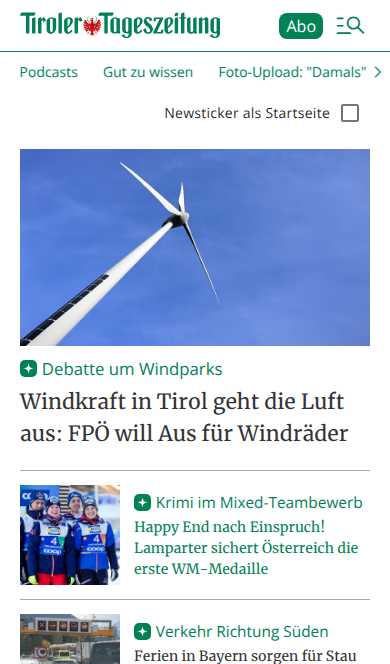 Tiroler Tageszeitung
Abo
Podcasts Gut zu wissen Foto-Upload: "Damals"
Newsticker als Startseite
Debatte um Windparks
Windkraft in Tirol geht die Luft
aus: FPÖ will Aus für Windräder
Krimi im Mixed-Teambewerb
Happy End nach Einspruch!
Lamparter sichert Österreich die
erste WM-Medaille
Verkehr Richtung Süden
Ferien in Bayern sorgen für Stau